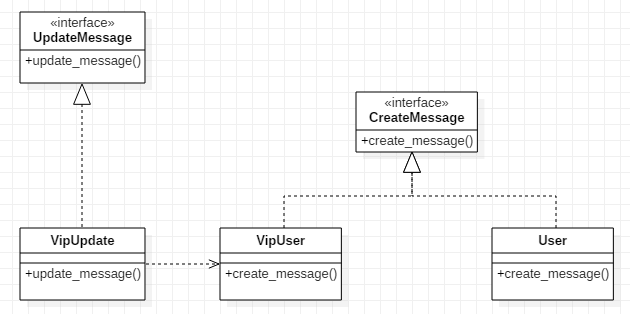 «interface»
UpdateMessage
+update_message()
«interface»
CreateMessage
+create_message()
VipUpdate
+update_message()
VipUser
+create_message()
User
+create_message()